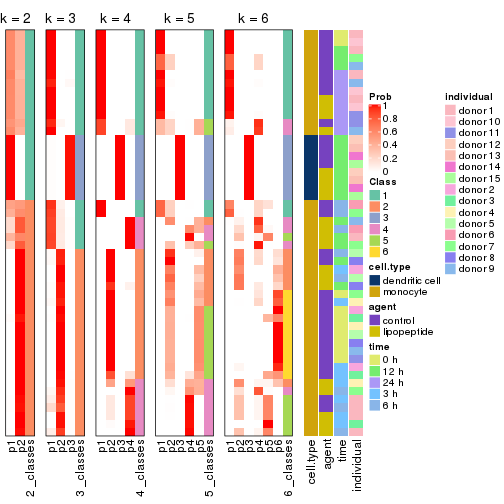 k = 2 k = 3 k = 4 k = 5 k = 6
p1 p2 2_classes
p1 p2 p3 3_classes
p1 p2 p3 p4 4_classes
p1 p2 p3 p4 p5 5_classes
p1 p2 p3 p4 p5 p6 6_classes
cell.type agent time individual
Prob
1
0.8
0.6
0.4
0.2
0
Class
1
2
3
4
5
6
cell.type
dendritic cell
monocyte
agent
control
lipopeptide
time
0 h
12 h
24 h
3 h
6 h
individual
donor 1
donor 10
donor 11
donor 12
donor 13
donor 14
donor 15
donor 2
donor 3
donor 4
donor 5
donor 6
donor 7
donor 8
donor 9